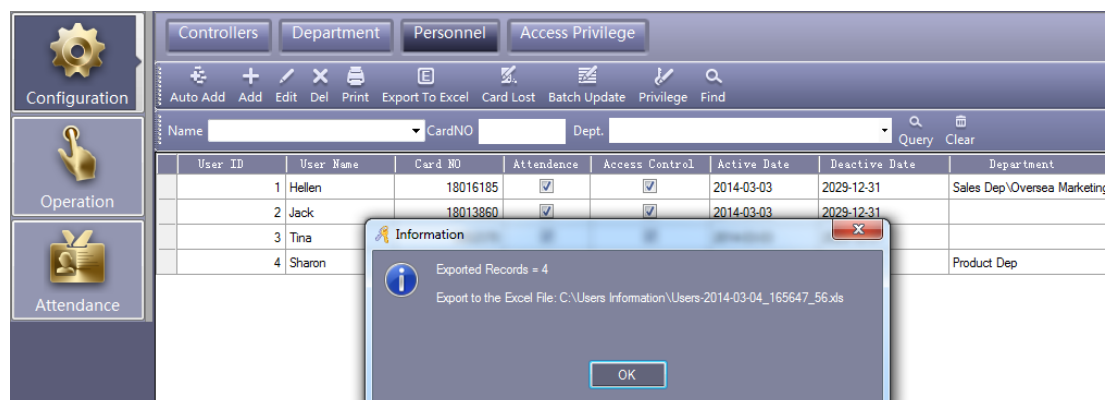 Controllers Department Personnel Access Privilege
Configuration
Auto Add Add Edit Del Print Export To Excel Card Lost Batch Update Privilege Find
Name CardNO Dept. Query Clear
User ID User Name Card NO Attendence Access Control Active Date Deactive Date Department
1 Hellen 18016185 2014-03-03 2029-12-31 Sales Dep\Oversea Marketing
Operation
2 Jack 18013860 2014-03-03 2029-12-31
3 Tina
4 Sharon Product Dep
Information
Exported Records = 4
Export to the Excel File: C:\Users Information\Users-2014-03-04_165647_56.xls
OK
Attendance